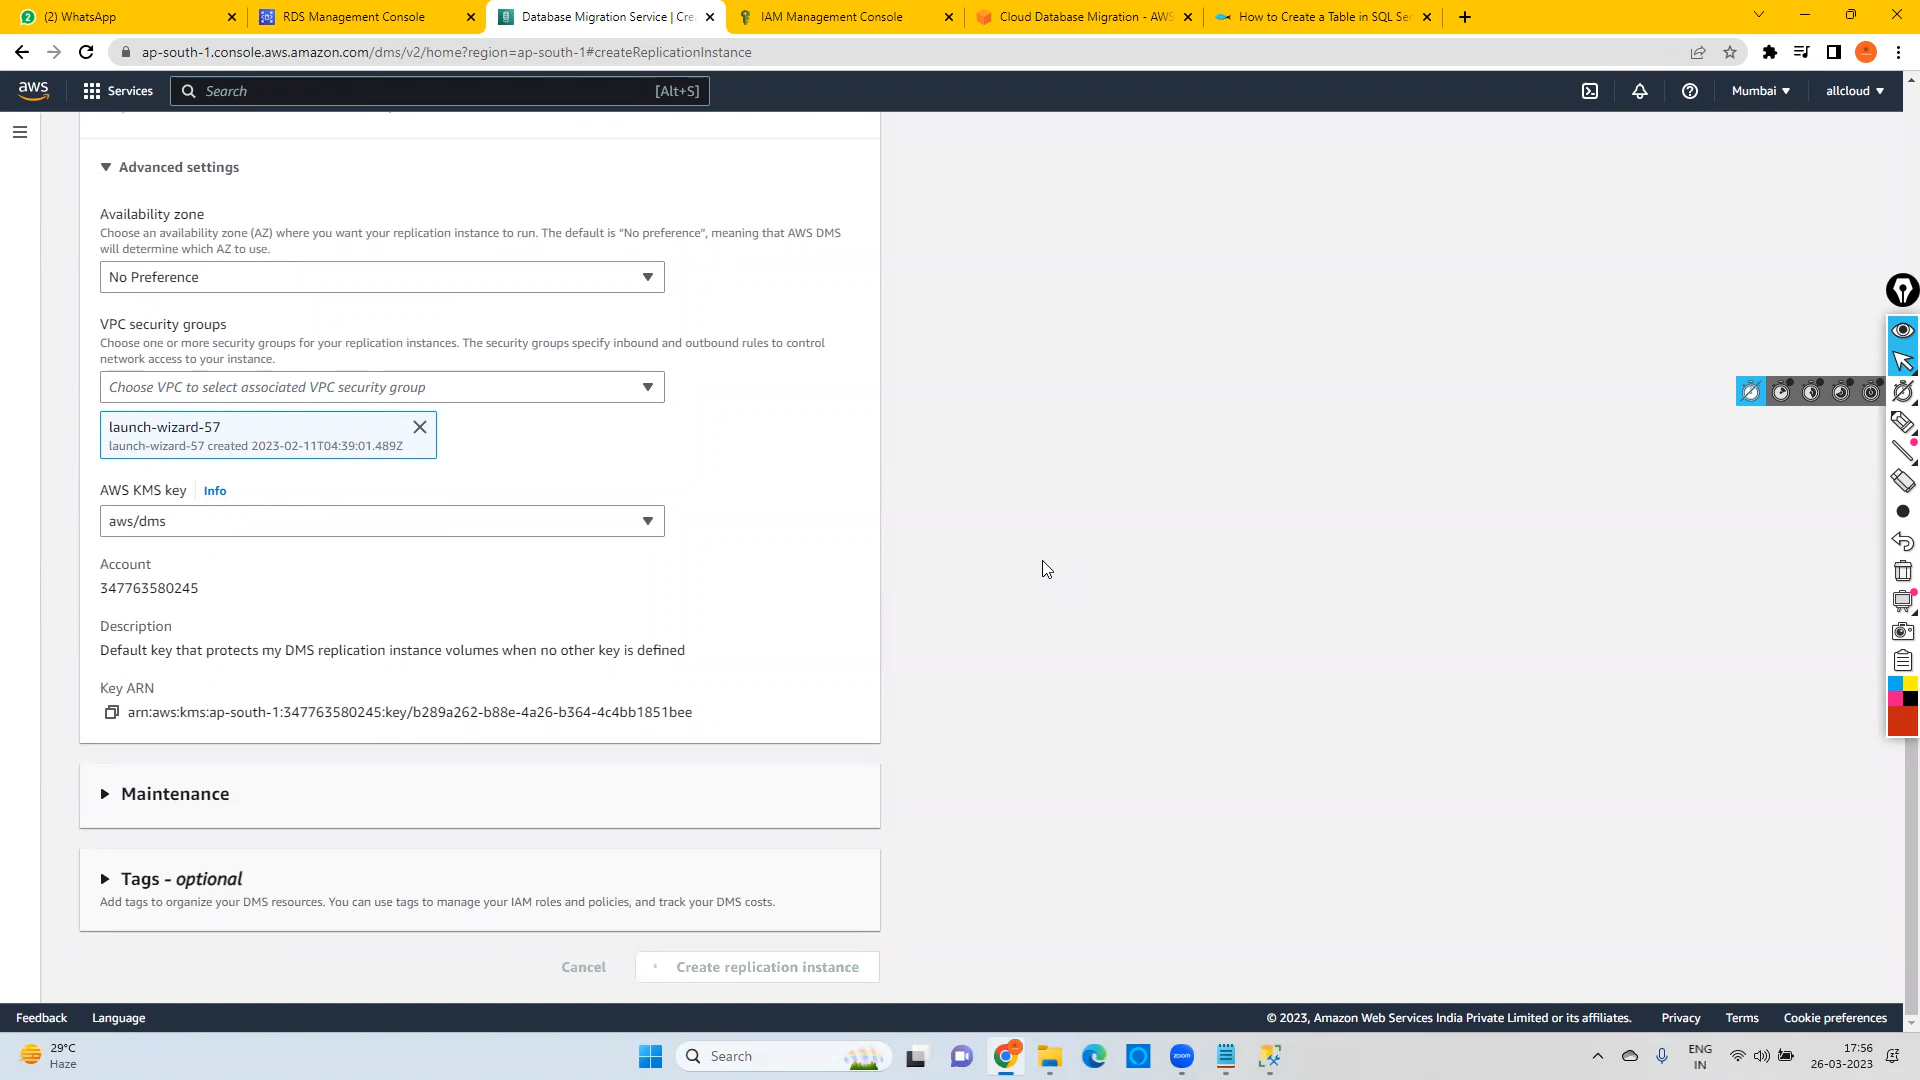 (2) WhatsApp
RDS Management Console
Database Migration Service | Cre
IAM Management Console
Cloud Database Migration - AWS
How to Create a Table in SQL Ser
ap-south-1.console.aws.amazon.com/dms/v2/home?region=ap-south-1#createReplicationInstance
aws
Services
Search
[Alt+S]
Mumbai
allcloud
Advanced settings
Availability zone
Choose an availability zone (AZ) where you want your replication instance to run. The default is “No preference”, meaning that AWS DMS
will determine which AZ to use.
No Preference
VPC security groups
Choose one or more security groups for your replication instances. The security groups specify inbound and outbound rules to control
network access to your instance.
Choose VPC to select associated VPC security group
launch-wizard-57
launch-wizard-57 created 2023-02-11T04:39:01.489Z
AWS KMS key
Info
aws/dms
Account
347763580245
Description
Default key that protects my DMS replication instance volumes when no other key is defined
Key ARN
arn:aws:kms:ap-south-1:347763580245:key/b289a262-b88e-4a26-b364-4c4bb1851bee
Maintenance
Tags - optional
Add tags to organize your DMS resources. You can use tags to manage your IAM roles and policies, and track your DMS costs.
Cancel
Create replication instance
Feedback
Language
© 2023, Amazon Web Services India Private Limited or its affiliates.
Privacy
Terms
Cookie preferences
29°C
Haze
Search
zoom
ENG
IN
17:56
26-03-2023